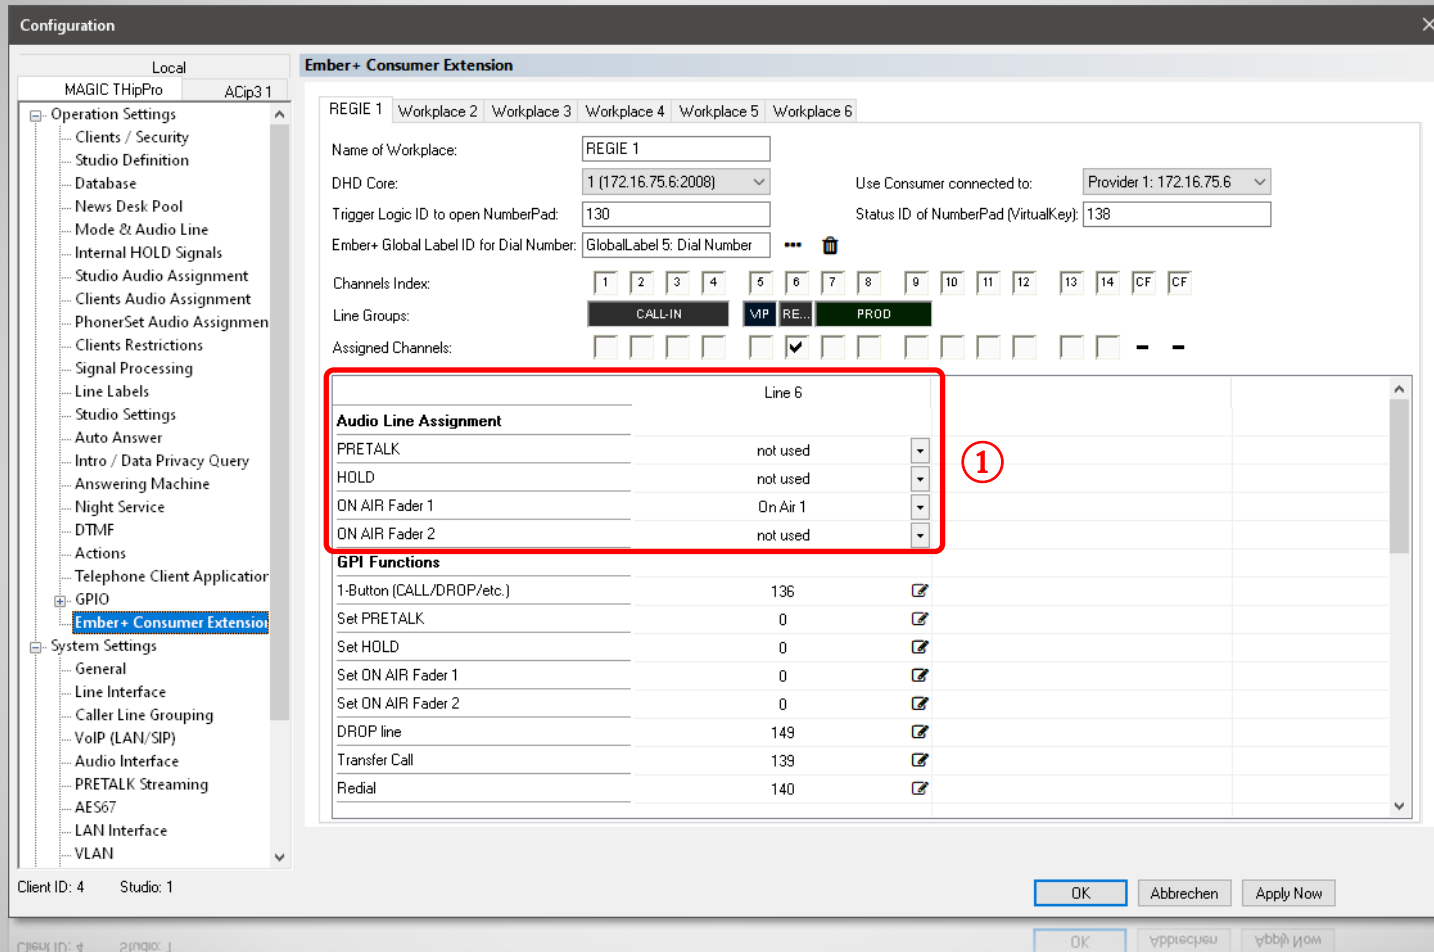 Configuration
Local
MAGIC THipPro
ACip3 1
Operation Settings
Clients / Security
Studio Definition
Database
News Desk Pool
Mode & Audio Line
Internal HOLD Signals
Studio Audio Assignment
Clients Audio Assignment
PhonerSet Audio Assignmen
Clients Restrictions
Signal Processing
Line Labels
Studio Settings
Auto Answer
Intro / Data Privacy Query
Answering Machine
Night Service
DTMF
Actions
Telephone Client Application
GPIO
Ember+ Consumer Extension
System Settings
General
Line Interface
Caller Line Grouping
VoIP (LAN/SIP)
Audio Interface
PRETALK Streaming
AES67
LAN Interface
VLAN
Client ID: 4 Studio: 1
Ember+ Consumer Extension
REGIE 1 Workplace 2 Workplace 3 Workplace 4 Workplace 5 Workplace 6
Name of Workplace: REGIE 1
DHD Core: 1 (172.16.75.6:2008) Use Consumer connected to: Provider 1: 172.16.75.6
Trigger Logic ID to open NumberPad: 130 Status ID of NumberPad (VirtualKey): 138
Ember+ Global Label ID for Dial Number: GlobalLabel 5: Dial Number
Channels Index: 1 2 3 4 5 6 7 8 9 10 11 12 13 14 CF CF
Line Groups: CALL-IN VIP RE... PROD
Assigned Channels:
Line 6
Audio Line Assignment
PRETALK not used
HOLD not used
ON AIR Fader 1 On Air 1
ON AIR Fader 2 not used
①
GPI Functions
1-Button (CALL/DROP/etc.) 136
Set PRETALK 0
Set HOLD 0
Set ON AIR Fader 1 0
Set ON AIR Fader 2 0
DROP line 149
Transfer Call 139
Redial 140
OK Abbrechen Apply Now